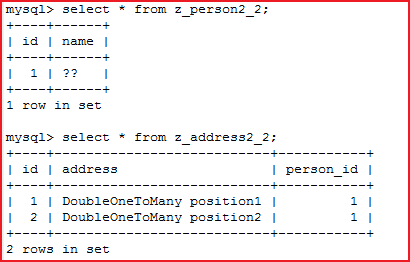 mysql> select * from z_person2_2;
+----+------+
| id | name |
+----+------+
|  1 | ??   |
+----+------+
1 row in set
mysql> select * from z_address2_2;
+----+-----------------------------+-----------+
| id | address                     | person_id |
+----+-----------------------------+-----------+
|  1 | DoubleOneToMany position1 |         1 |
|  2 | DoubleOneToMany position2 |         1 |
+----+-----------------------------+-----------+
2 rows in set